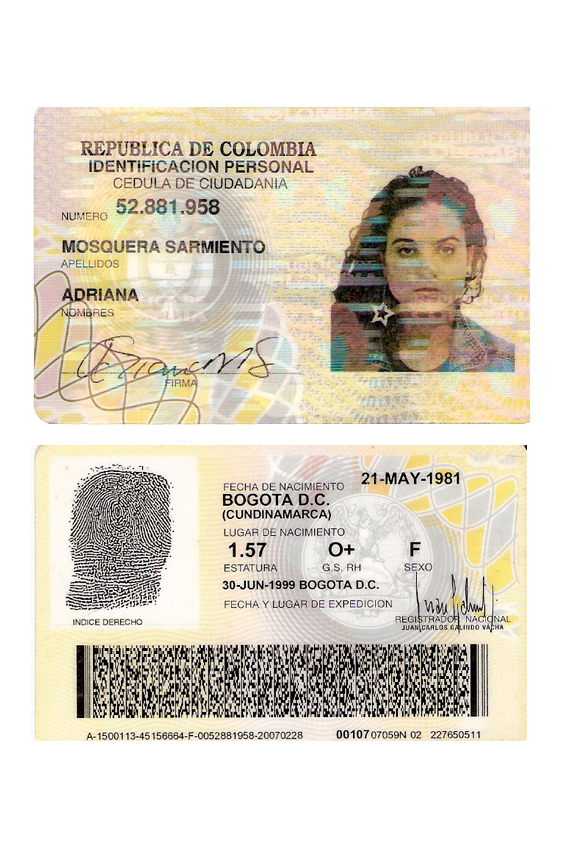 REPUBLICA DE COLOMBIA
IDENTIFICACION PERSONAL
CEDULA DE CIUDADANIA
NUMERO 52.881.958
MOSQUERA SARMIENTO
APELLIDOS
ADRIANA
NOMBRES
FIRMA
FECHA DE NACIMIENTO 21-MAY-1981
BOGOTA D.C.
(CUNDINAMARCA)
LUGAR DE NACIMIENTO
1.57 O+ F
ESTATURA G.S. RH SEXO
30-JUN-1999 BOGOTA D.C.
FECHA Y LUGAR DE EXPEDICION
REGISTRADOR NACIONAL
JUAN CARLOS GALINDO VACHA
INDICE DERECHO
A-1500113-45156664-F-0052881958-20070228 00107 07059N 02 227650511